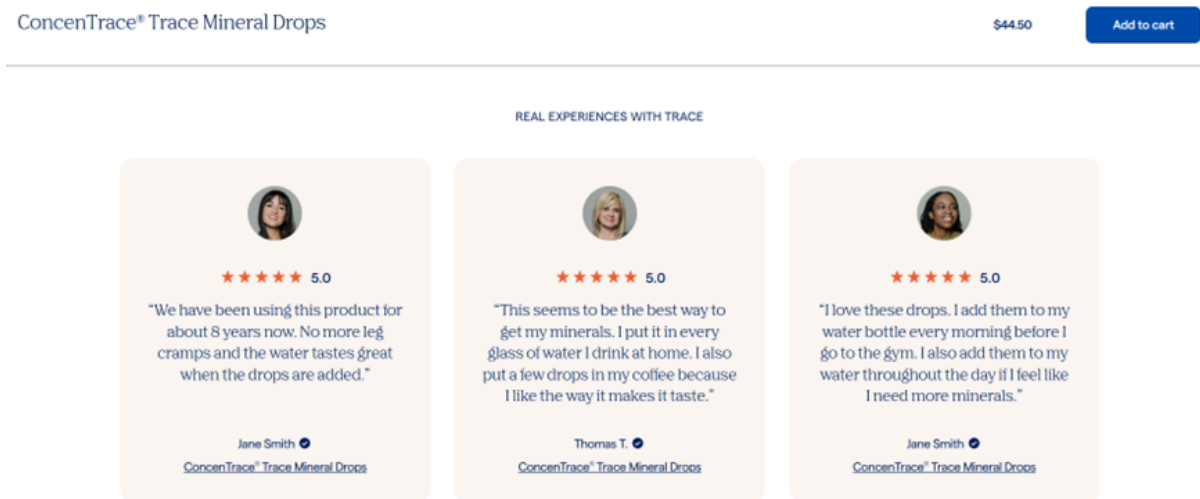 ConcenTrace® Trace Mineral Drops
$44.50
Add to cart
REAL EXPERIENCES WITH TRACE
5.0
"We have been using this product for
about 8 years now. No more leg
cramps and the water tastes great
when the drops are added."
Jane Smith
ConcenTrace® Trace Mineral Drops
5.0
"This seems to be the best way to
get my minerals. I put it in every
glass of water I drink at home. I also
put a few drops in my coffee because
I like the way it makes it taste."
Thomas T.
ConcenTrace® Trace Mineral Drops
5.0
"I love these drops. I add them to my
water bottle every morning before I
go to the gym. I also add them to my
water throughout the day if I feel like
I need more minerals."
Jane Smith
ConcenTrace® Trace Mineral Drops